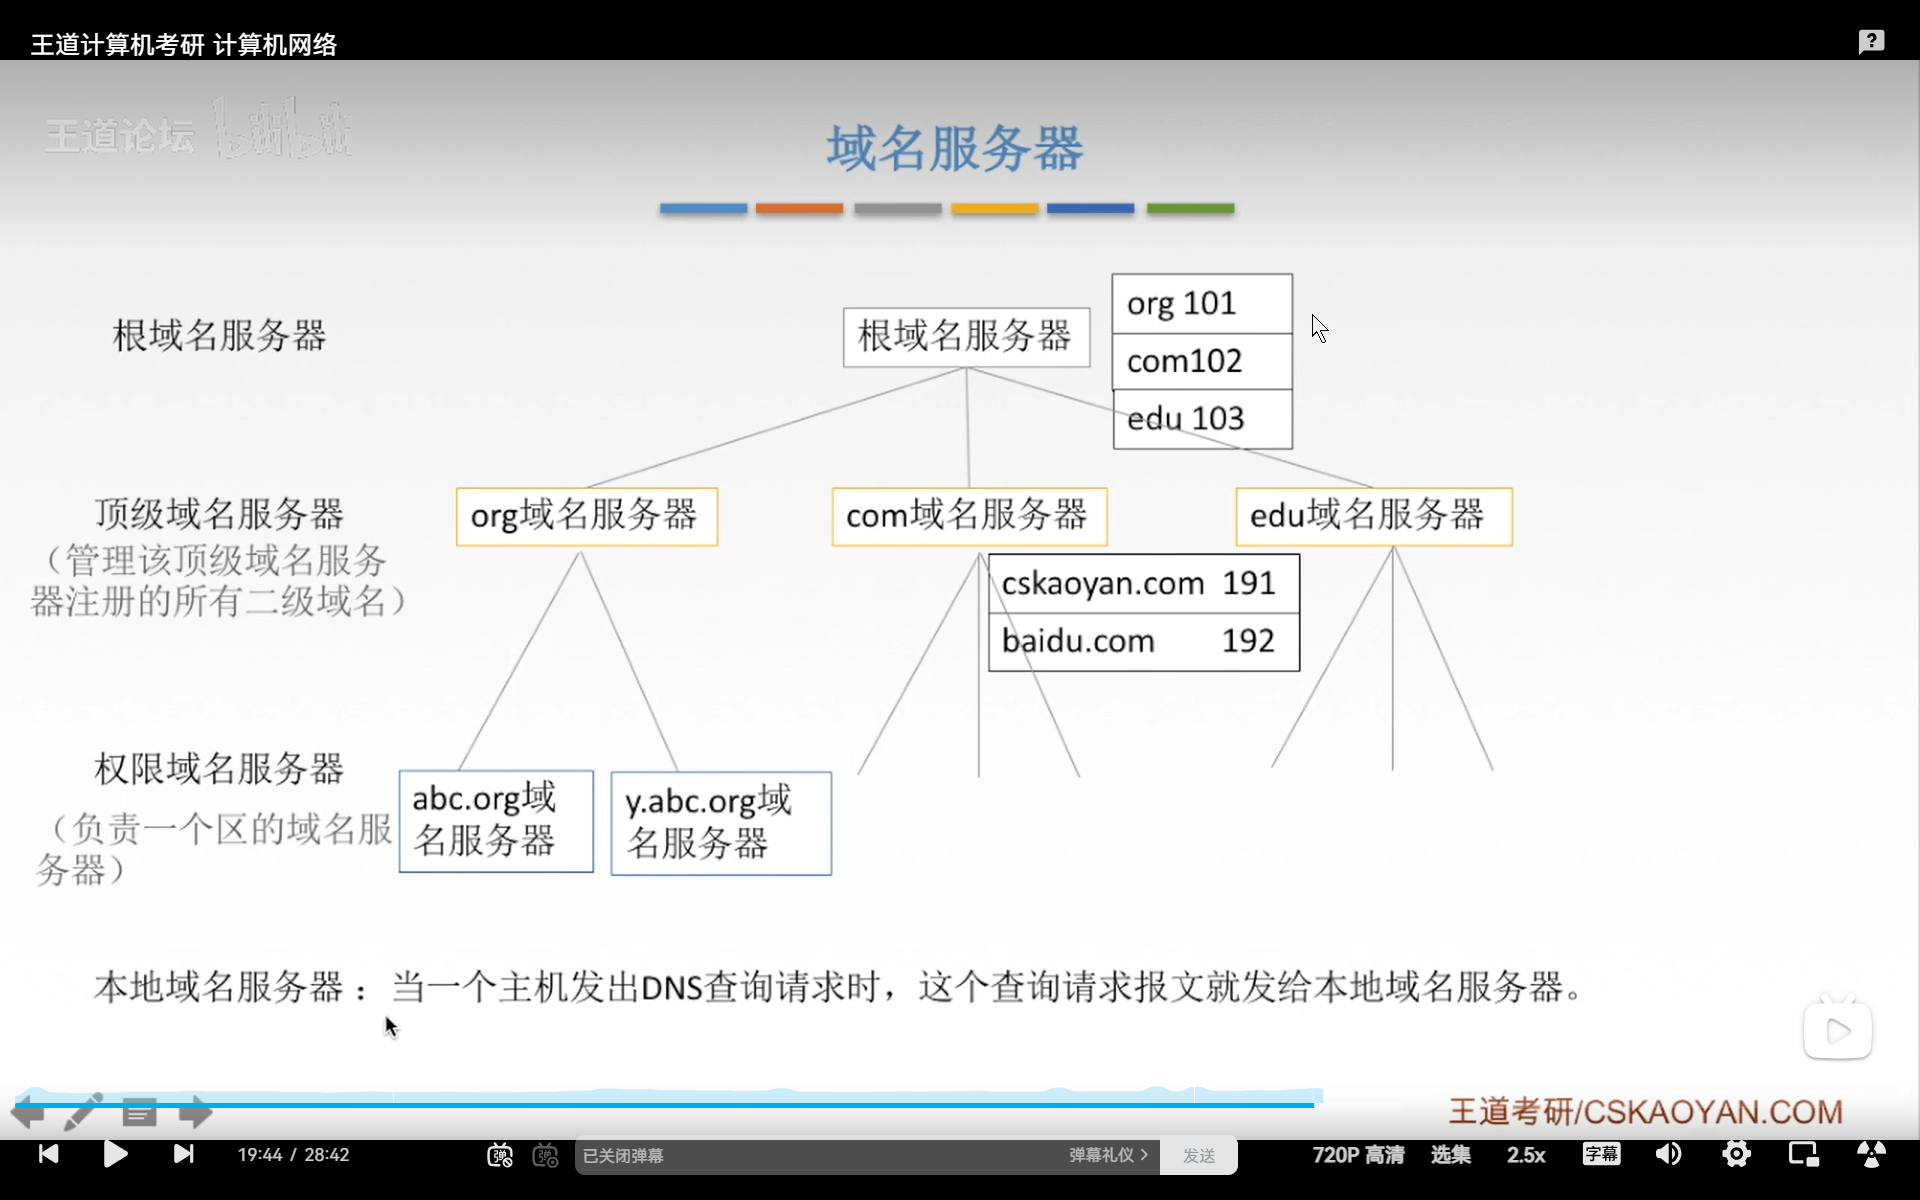 王道计算机考研 计算机网络
王道论坛 bilibili
域名服务器
根域名服务器
根域名服务器
org 101
com102
edu 103
顶级域名服务器
（管理该顶级域名服务
器注册的所有二级域名）
org域名服务器
com域名服务器
edu域名服务器
cskaoyan.com 191
baidu.com 192
权限域名服务器
（负责一个区的域名服
务器）
abc.org域
名服务器
y.abc.org域
名服务器
本地域名服务器：当一个主机发出DNS查询请求时，这个查询请求报文就发给本地域名服务器。
王道考研/CSKAOYAN.COM
19:44 / 28:42
弹
弹
已关闭弹幕
弹幕礼仪 >
发送
720P 高清
选集
2.5x
字幕